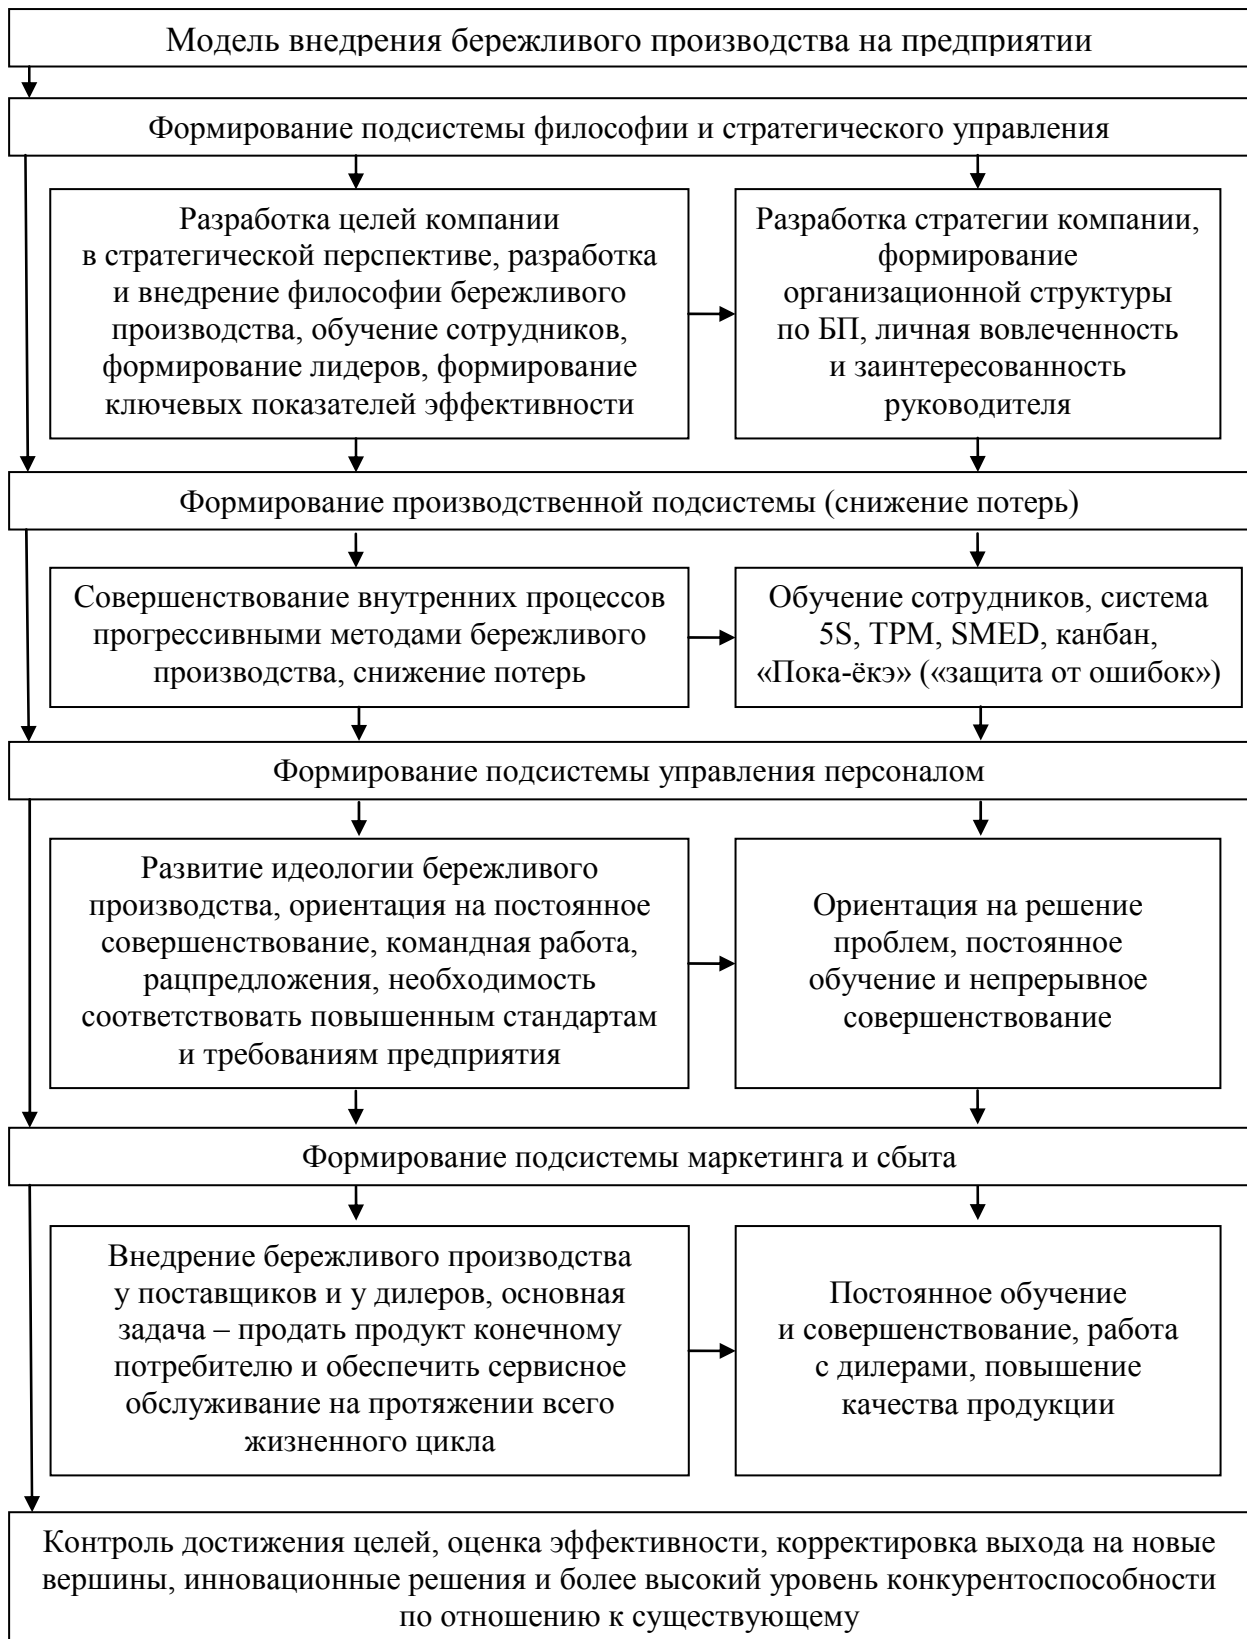 Модель внедрения бережливого производства на предприятии
Формирование подсистемы философии и стратегического управления
Разработка целей компании
в стратегической перспективе, разработка
и внедрение философии бережливого
производства, обучение сотрудников,
формирование лидеров, формирование
ключевых показателей эффективности
Разработка стратегии компании,
формирование
организационной структуры
по БП, личная вовлеченность
и заинтересованность
руководителя
Формирование производственной подсистемы (снижение потерь)
Совершенствование внутренних процессов
прогрессивными методами бережливого
производства, снижение потерь
Обучение сотрудников, система
5S, TPM, SMED, канбан,
«Пока-ёкэ» («защита от ошибок»)
Формирование подсистемы управления персоналом
Развитие идеологии бережливого
производства, ориентация на постоянное
совершенствование, командная работа,
рацпредложения, необходимость
соответствовать повышенным стандартам
и требованиям предприятия
Ориентация на решение
проблем, постоянное
обучение и непрерывное
совершенствование
Формирование подсистемы маркетинга и сбыта
Внедрение бережливого производства
у поставщиков и у дилеров, основная
задача – продать продукт конечному
потребителю и обеспечить сервисное
обслуживание на протяжении всего
жизненного цикла
Постоянное обучение
и совершенствование, работа
с дилерами, повышение
качества продукции
Контроль достижения целей, оценка эффективности, корректировка выхода на новые
вершины, инновационные решения и более высокий уровень конкурентоспособности
по отношению к существующему